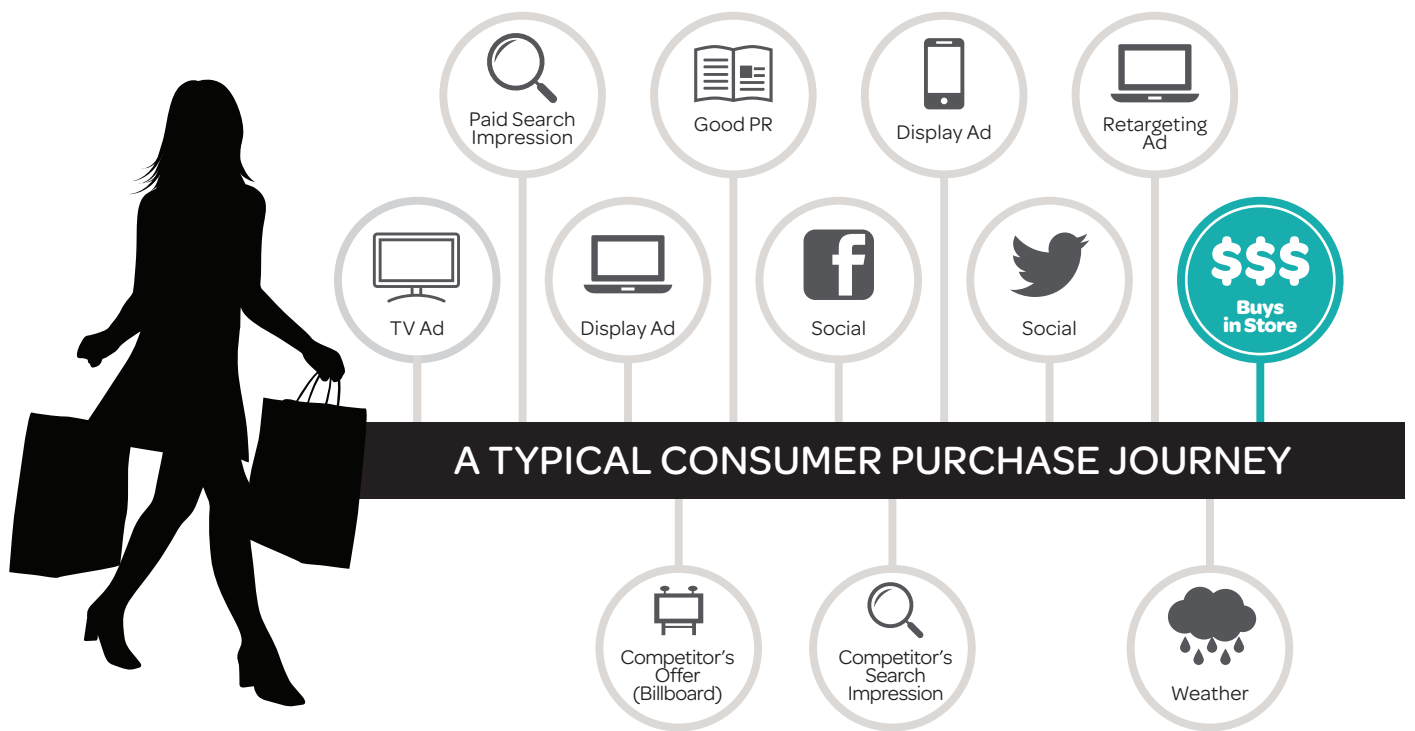 Paid Search
Impression
Good PR
Display Ad
Retargeting
Ad
TV Ad
Display Ad
f
Social
Social
$$$
Buys
in Store
A TYPICAL CONSUMER PURCHASE JOURNEY
Competitor's
Offer
(Billboard)
Competitor's
Search
Impression
Weather